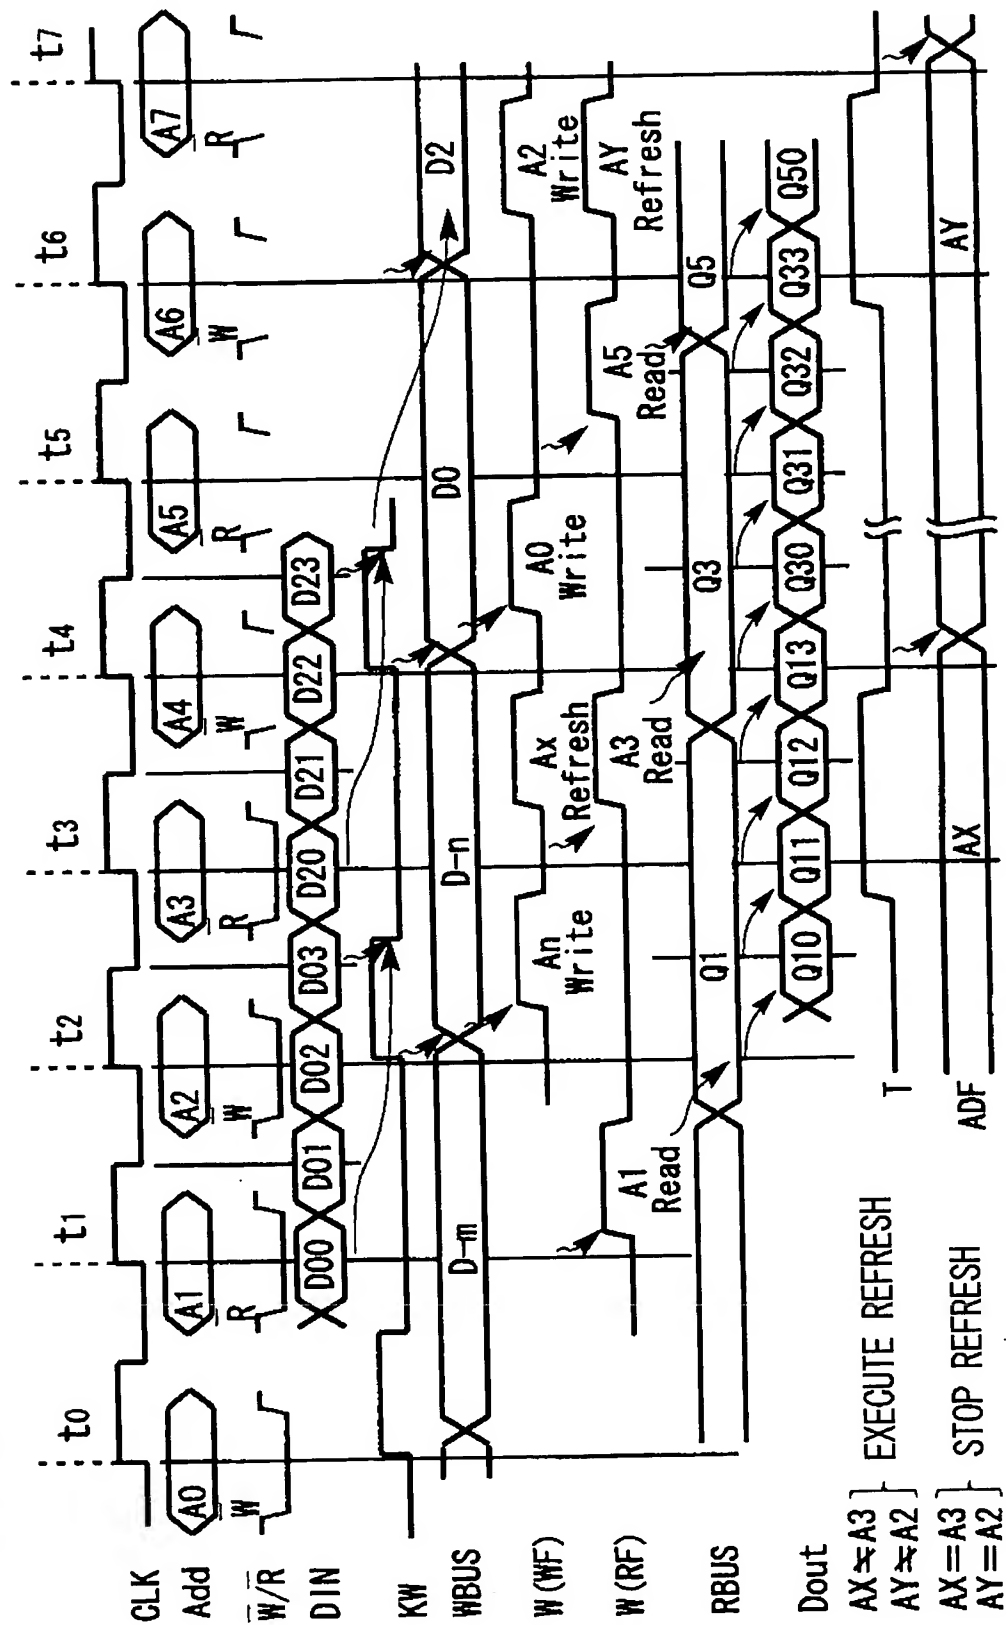 t0 t1 t2 t3 t4 t5 t6 t7
CLK
Add A0 A1 A2 A3 A4 A5 A6 A7
W/R W R W R W R W R
DIN D00 D01 D02 D03 D20 D21 D22 D23
KW
WBUS D-m D-n D0 D2
W(WF) An Write Ax Refresh A0 Write A2 Write
W(RF) A1 Read A3 Read A5 Read AY Refresh
RBUS Q1 Q3 Q5
Dout Q10 Q11 Q12 Q13 Q30 Q31 Q32 Q33 Q50
AX≒A3
AY≒A2
EXECUTE REFRESH
T
AX=A3
AY=A2
STOP REFRESH
ADF AX AY